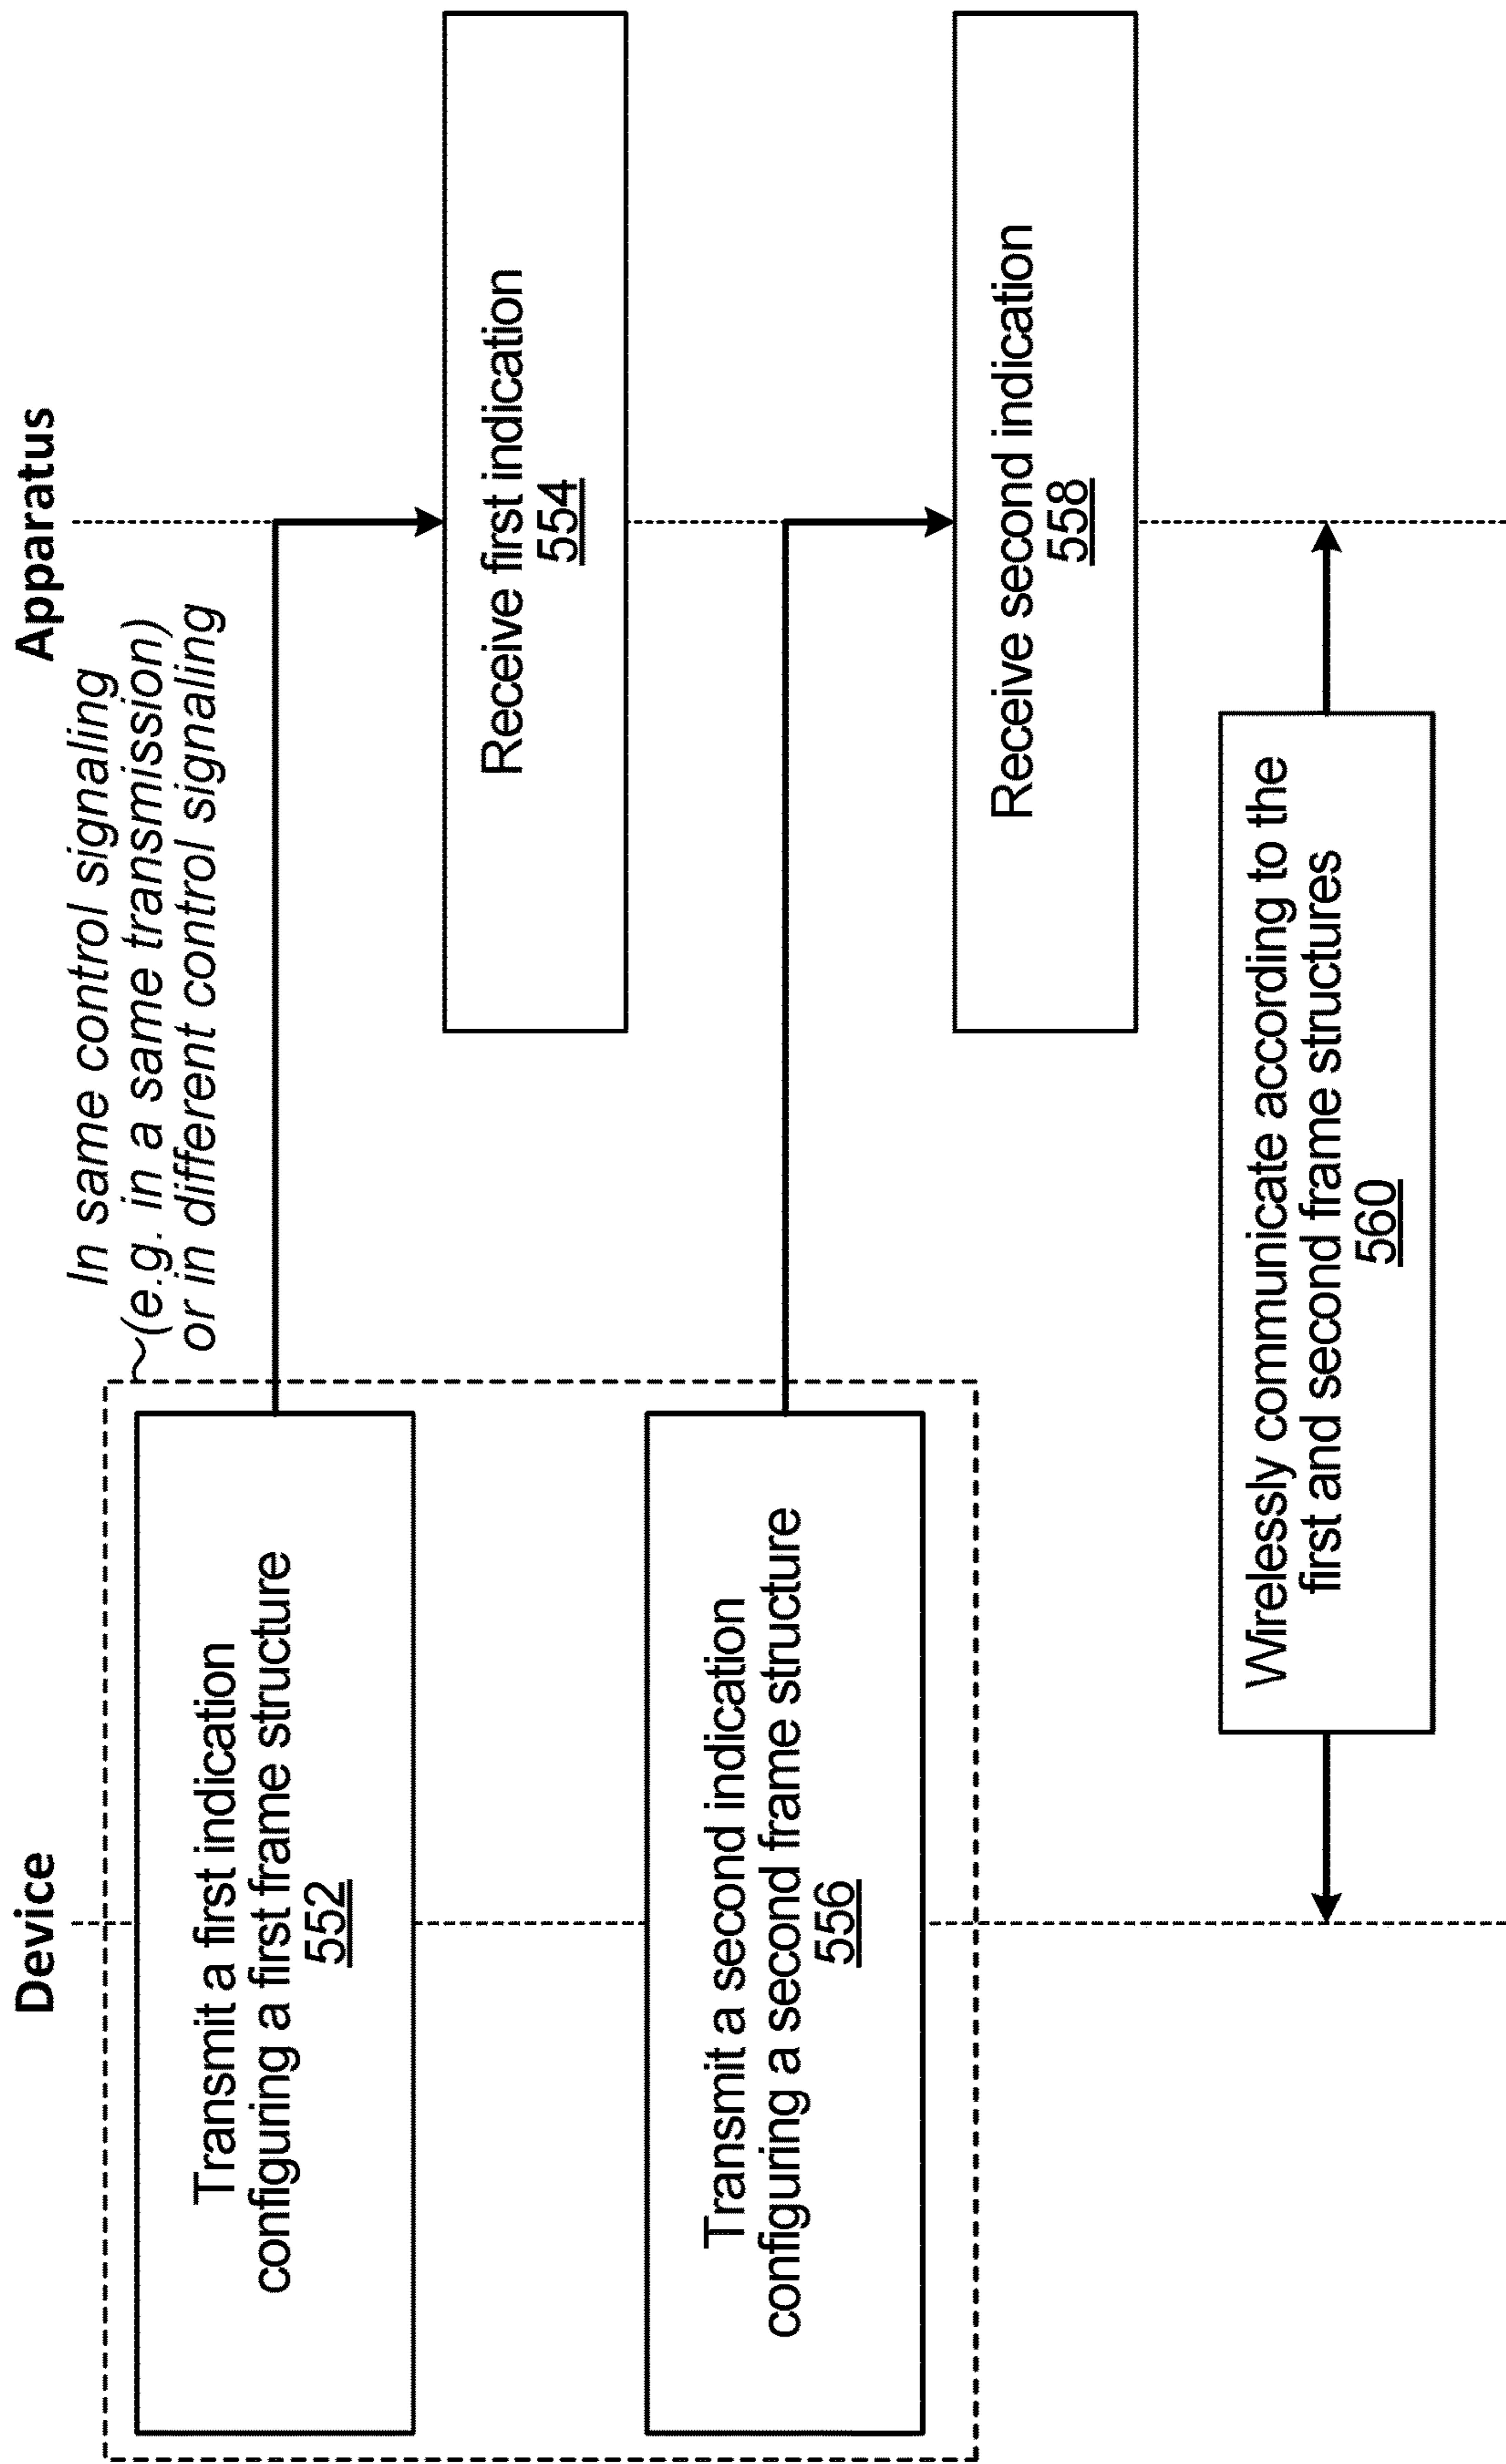 Device
Apparatus
In same control signaling
(e.g. in a same transmission)
or in different control signaling
Transmit a first indication
configuring a first frame structure
552
Receive first indication
554
Transmit a second indication
configuring a second frame structure
556
Receive second indication
558
Wirelessly communicate according to the
first and second frame structures
560